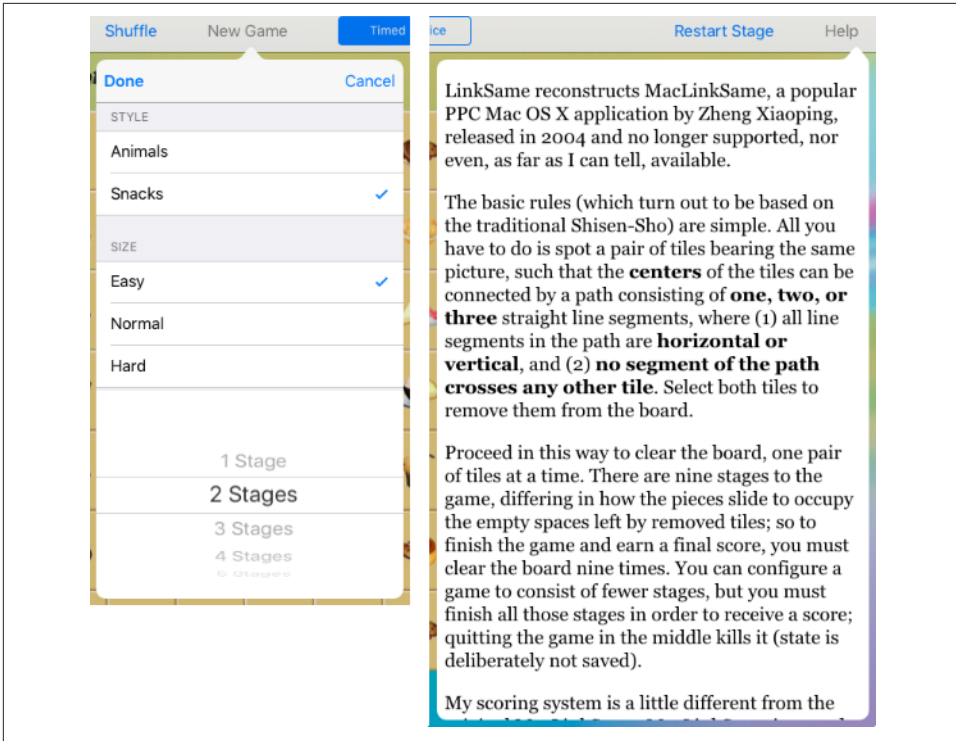 Shuffle New Game Timed
Done Cancel
STYLE
Animals
Snacks
SIZE
Easy
Normal
Hard
1 Stage
2 Stages
3 Stages
4 Stages
5 Stages
ice Restart Stage Help
LinkSame reconstructs MacLinkSame, a popular
PPC Mac OS X application by Zheng Xiaoping,
released in 2004 and no longer supported, nor
even, as far as I can tell, available.
The basic rules (which turn out to be based on
the traditional Shisen-Sho) are simple. All you
have to do is spot a pair of tiles bearing the same
picture, such that the centers of the tiles can be
connected by a path consisting of one, two, or
three straight line segments, where (1) all line
segments in the path are horizontal or
vertical, and (2) no segment of the path
crosses any other tile. Select both tiles to
remove them from the board.
Proceed in this way to clear the board, one pair
of tiles at a time. There are nine stages to the
game, differing in how the pieces slide to occupy
the empty spaces left by removed tiles; so to
finish the game and earn a final score, you must
clear the board nine times. You can configure a
game to consist of fewer stages, but you must
finish all those stages in order to receive a score;
quitting the game in the middle kills it (state is
deliberately not saved).
My scoring system is a little different from the